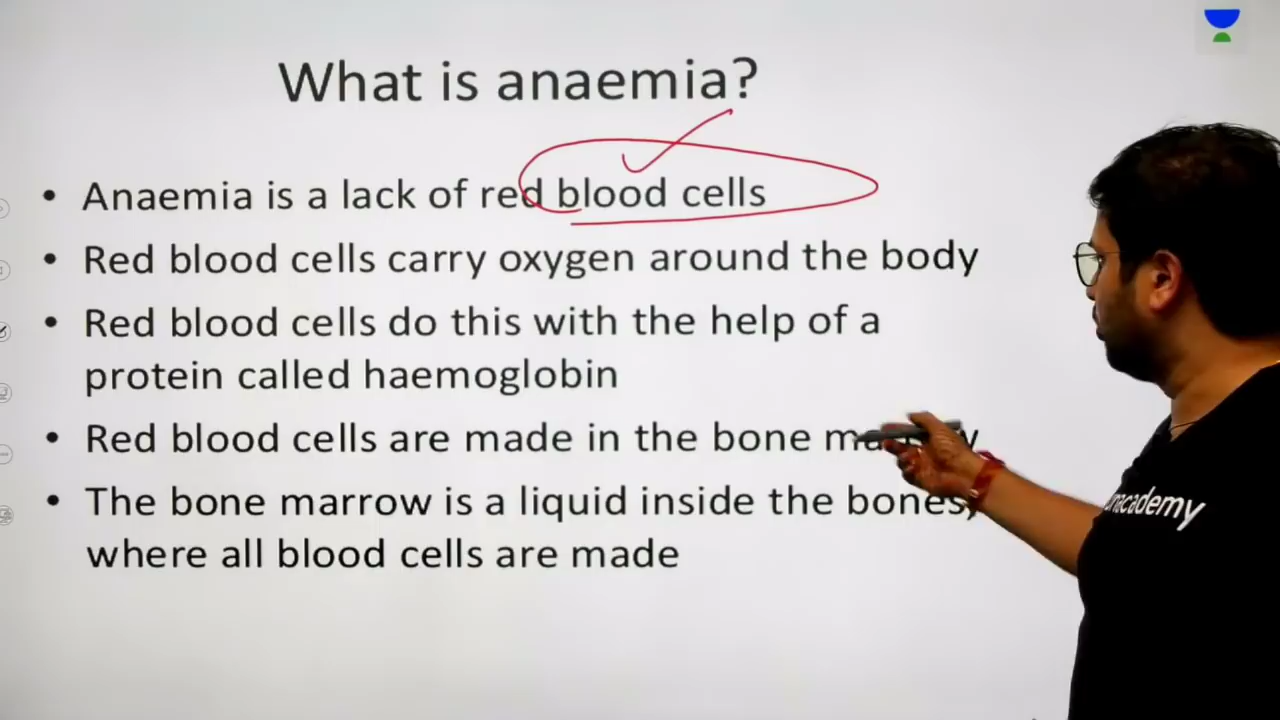 What is anaemia?
• Anaemia is a lack of red blood cells
• Red blood cells carry oxygen around the body
• Red blood cells do this with the help of a
protein called haemoglobin
• Red blood cells are made in the bone
• The bone marrow is a liquid inside the bones,
where all blood cells are made
unacademy